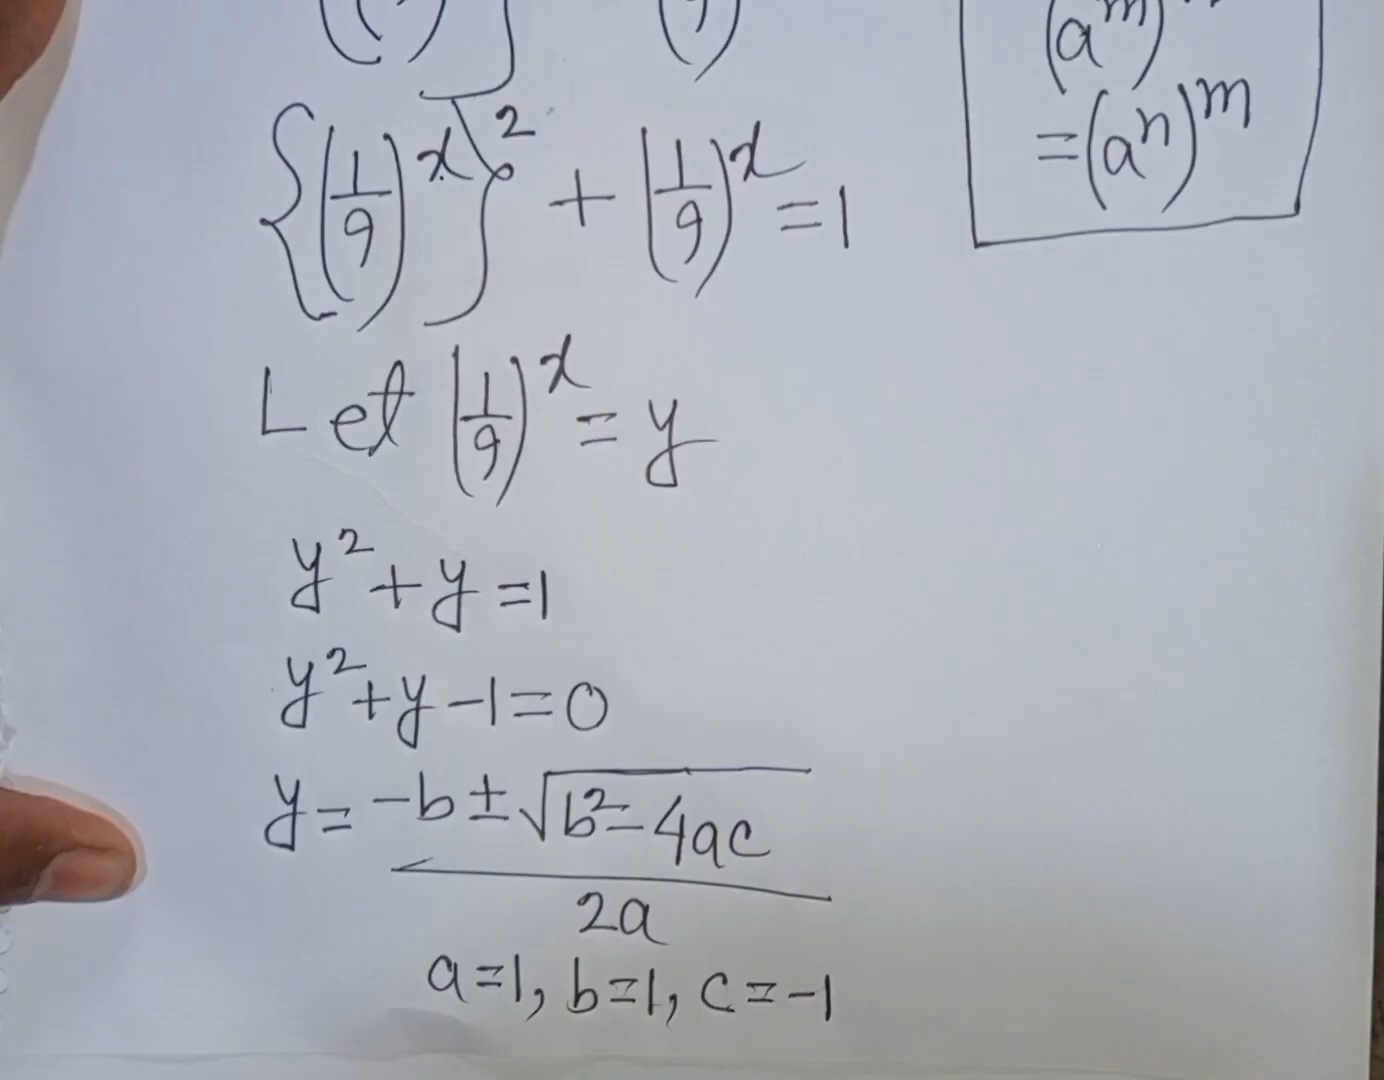 (a^m)
=(a^n)^m
{(1/9)^x}^2 + (1/9)^x = 1
Let (1/9)^x = y
y^2 + y = 1
y^2 + y - 1 = 0
y = (-b ± √(b^2 - 4ac)) / 2a
a = 1, b = 1, c = -1